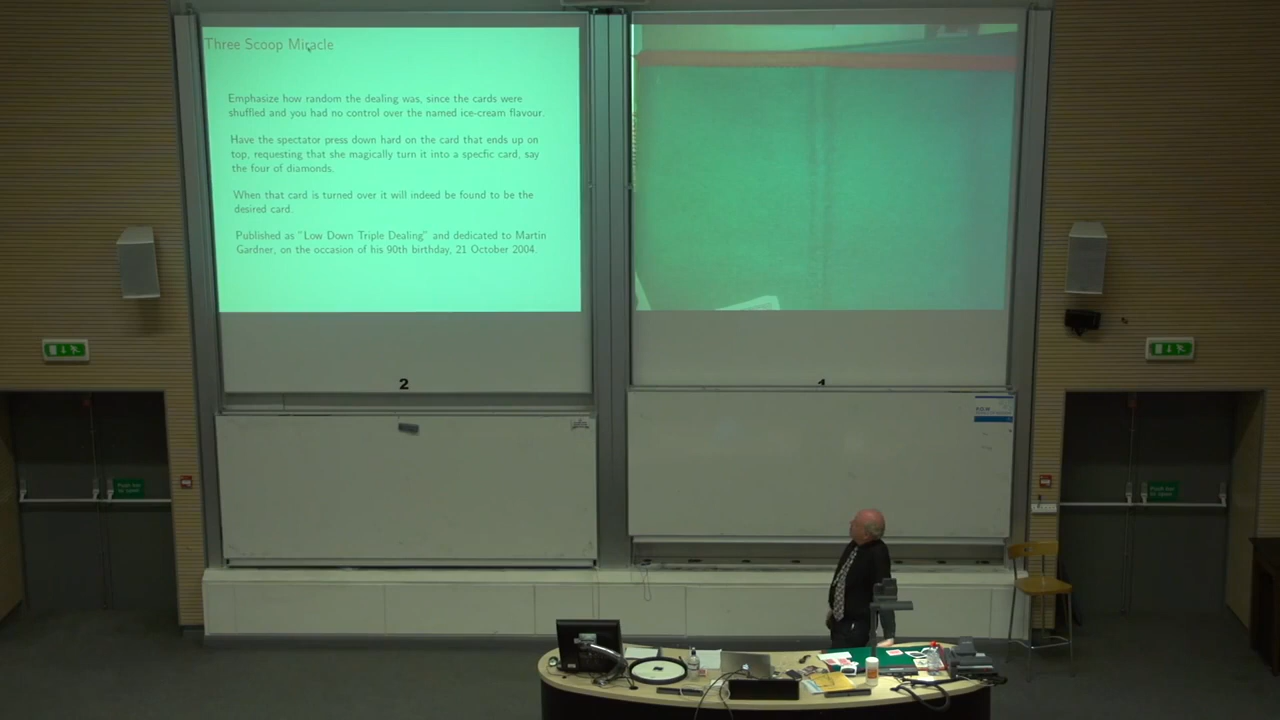 Three Scoop Miracle
Emphasize how random the dealing was, since the cards were
shuffled and you had no control over the named ice-cream flavour.
Have the spectator press down hard on the card that ends up on
top, requesting that she magically turn it into a specfic card, say
the four of diamonds.
When that card is turned over it will indeed be found to be the
desired card.
Published as "Low Down Triple Dealing" and dedicated to Martin
Gardner, on the occasion of his 90th birthday, 21 October 2004.
2